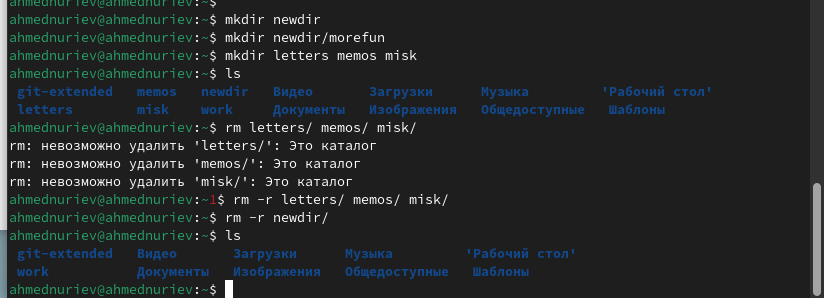 ahmednuriev@ahmednuriev:~$
ahmednuriev@ahmednuriev:~$ mkdir newdir
ahmednuriev@ahmednuriev:~$ mkdir newdir/morefun
ahmednuriev@ahmednuriev:~$ mkdir letters memos misk
ahmednuriev@ahmednuriev:~$ ls
git-extended memos newdir Видео Загрузки Музыка 'Рабочий стол'
letters misk work Документы Изображения Общедоступные Шаблоны
ahmednuriev@ahmednuriev:~$ rm letters/ memos/ misk/
rm: невозможно удалить 'letters/': Это каталог
rm: невозможно удалить 'memos/': Это каталог
rm: невозможно удалить 'misk/': Это каталог
ahmednuriev@ahmednuriev:~1$ rm -r letters/ memos/ misk/
ahmednuriev@ahmednuriev:~$ rm -r newdir/
ahmednuriev@ahmednuriev:~$ ls
git-extended Видео Загрузки Музыка 'Рабочий стол'
work Документы Изображения Общедоступные Шаблоны
ahmednuriev@ahmednuriev:~$